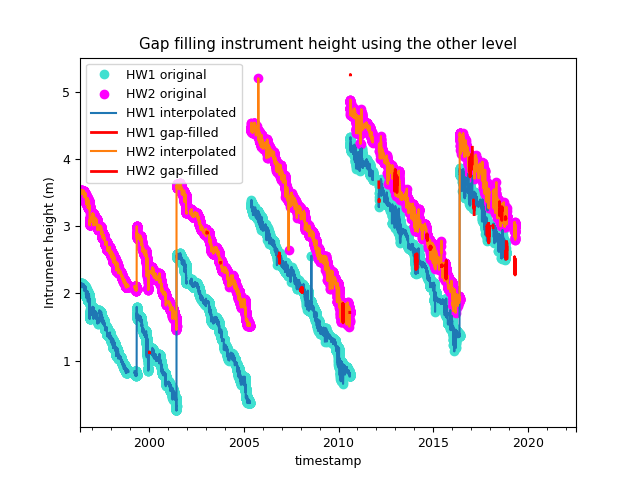 Gap filling instrument height using the other level
HW1 original
HW2 original
HW1 interpolated
HW1 gap-filled
HW2 interpolated
HW2 gap-filled
5
4
3
2
1
Intrument height (m)
2000
2005
2010
2015
2020
timestamp